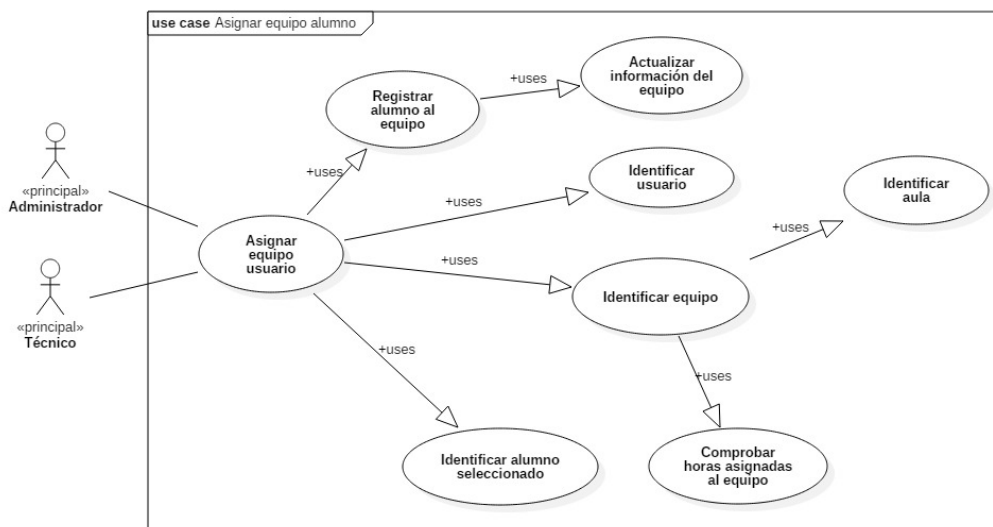 use case Asignar equipo alumno
Actualizar
información del
equipo
+uses
Registrar
alumno al
equipo
+uses
Identificar
usuario
Identificar
aula
«principal»
Administrador
+uses
+uses
Asignar
equipo
usuario
+uses
Identificar equipo
«principal»
Técnico
+uses
+uses
Identificar alumno
seleccionado
Comprobar
horas asignadas
al equipo